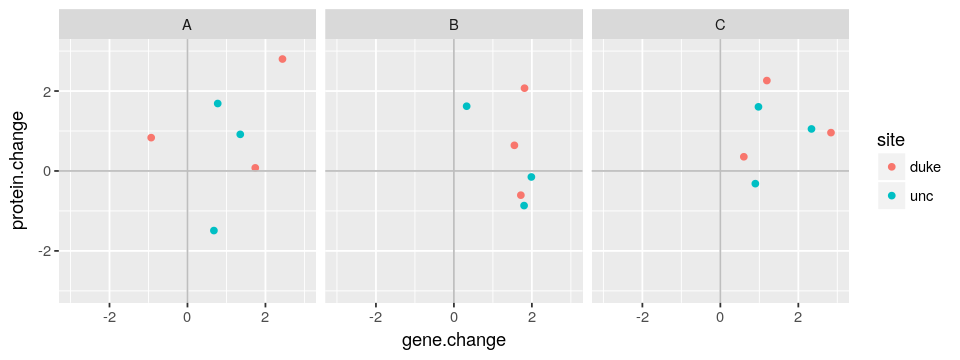 A B C
protein.change
2
0
-2
-2 0 2 -2 0 2 -2 0 2
gene.change
site
duke
unc